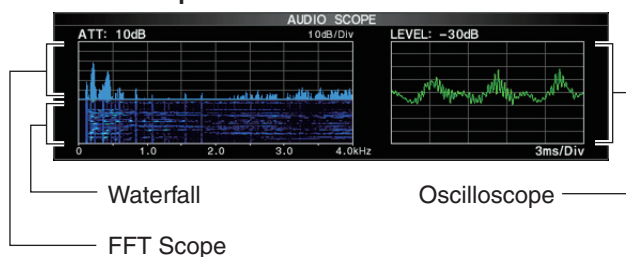 AUDIO SCOPE
ATT: 10dB
10dB/Div
LEVEL: -30dB
0 1.0 2.0 3.0 4.0kHz
3ms/Div
Waterfall
Oscilloscope
FFT Scope